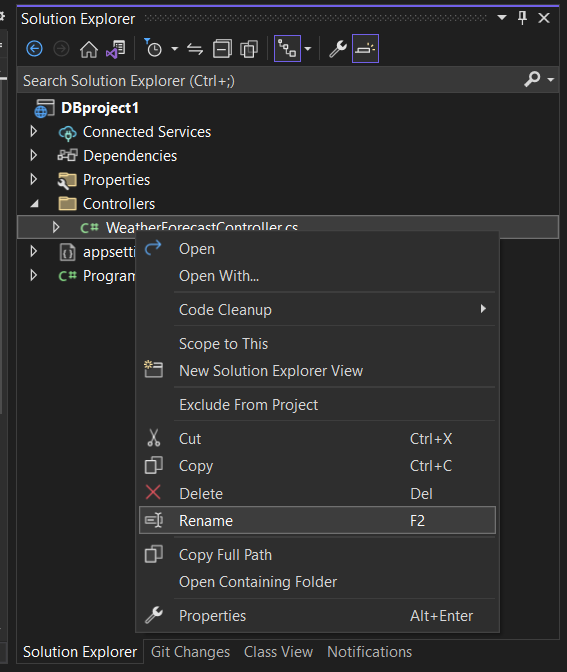 Solution Explorer
Search Solution Explorer (Ctrl+;)
DBproject1
Connected Services
Dependencies
Properties
Controllers
C# WeatherForecastController.cs
appsetti
C# Program
Open
Open With...
Code Cleanup
Scope to This
New Solution Explorer View
Exclude From Project
Cut Ctrl+X
Copy Ctrl+C
Delete Del
Rename F2
Copy Full Path
Open Containing Folder
Properties Alt+Enter
Solution Explorer Git Changes Class View Notifications